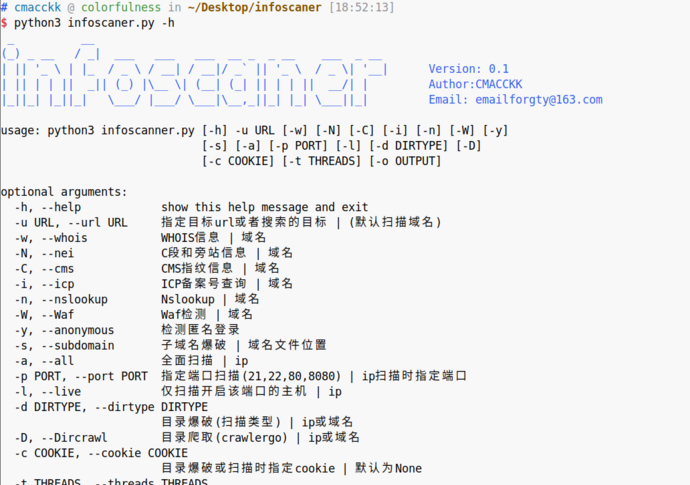 # cmacckk @ colorfulness in ~/Desktop/infoscaner [18:52:13]
$ python3 infoscaner.py -h
infoscaner
Version: 0.1
Author:CMACCKK
Email: emailforgty@163.com
usage: python3 infoscanner.py [-h] -u URL [-w] [-N] [-C] [-i] [-n] [-W] [-y]
[-s] [-a] [-p PORT] [-l] [-d DIRTYPE] [-D]
[-c COOKIE] [-t THREADS] [-o OUTPUT]
optional arguments:
-h, --help show this help message and exit
-u URL, --url URL 指定目标url或者搜索的目标 | (默认扫描域名)
-w, --whois WHOIS信息 | 域名
-N, --nei C段和旁站信息 | 域名
-C, --cms CMS指纹信息 | 域名
-i, --icp ICP备案号查询 | 域名
-n, --nslookup Nslookup | 域名
-W, --Waf Waf检测 | 域名
-y, --anonymous 检测匿名登录
-s, --subdomain 子域名爆破 | 域名文件位置
-a, --all 全面扫描 | ip
-p PORT, --port PORT 指定端口扫描(21,22,80,8080) | ip扫描时指定端口
-l, --live 仅扫描开启该端口的主机 | ip
-d DIRTYPE, --dirtype DIRTYPE
目录爆破(扫描类型) | ip或域名
-D, --Dircrawl 目录爬取(crawlergo) | ip或域名
-c COOKIE, --cookie COOKIE
目录爆破或扫描时指定cookie | 默认为None
-t THREADS, --threads THREADS